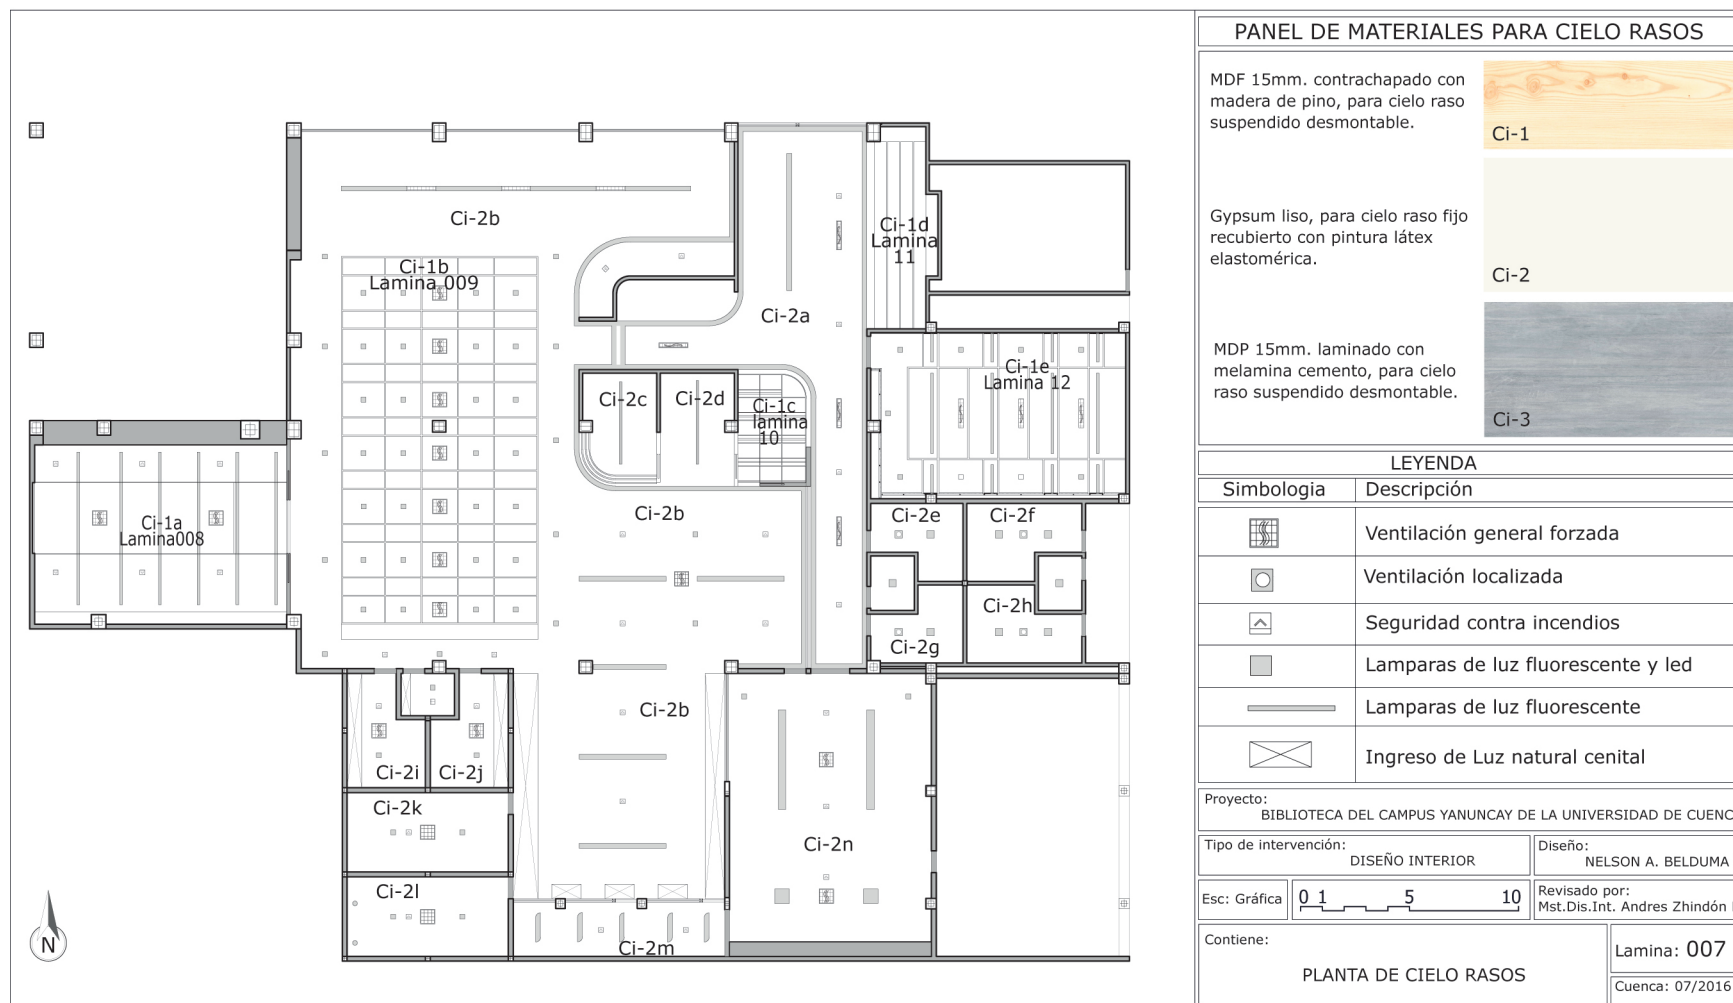 PANEL DE MATERIALES PARA CIELO RASOS
MDF 15mm. contrachapado con
madera de pino, para cielo raso
suspendido desmontable.
Ci-1
Gypsum liso, para cielo raso fijo
recubierto con pintura látex
elastomérica.
Ci-2
MDP 15mm. laminado con
melamina cemento, para cielo
raso suspendido desmontable.
Ci-3
LEYENDA
Simbologia
Descripción
Ventilación general forzada
Ventilación localizada
Seguridad contra incendios
Lamparas de luz fluorescente y led
Lamparas de luz fluorescente
Ingreso de Luz natural cenital
Proyecto:
BIBLIOTECA DEL CAMPUS YANUNCAY DE LA UNIVERSIDAD DE CUENC
Tipo de intervención:
DISEÑO INTERIOR
Diseño:
NELSON A. BELDUMA
Esc: Gráfica
0 1 5 10
Revisado por:
Mst.Dis.Int. Andres Zhindón
Contiene:
PLANTA DE CIELO RASOS
Lamina: 007
Cuenca: 07/2016
Ci-2b
Ci-1b
Lamina 009
Ci-1d
Lamina
11
Ci-2a
Ci-1e
Lamina 12
Ci-2c
Ci-2d
Ci-1c
lamina
10
Ci-1a
Lamina008
Ci-2b
Ci-2e
Ci-2f
Ci-2h
Ci-2g
Ci-2b
Ci-2i
Ci-2j
Ci-2k
Ci-2n
Ci-2l
Ci-2m
N